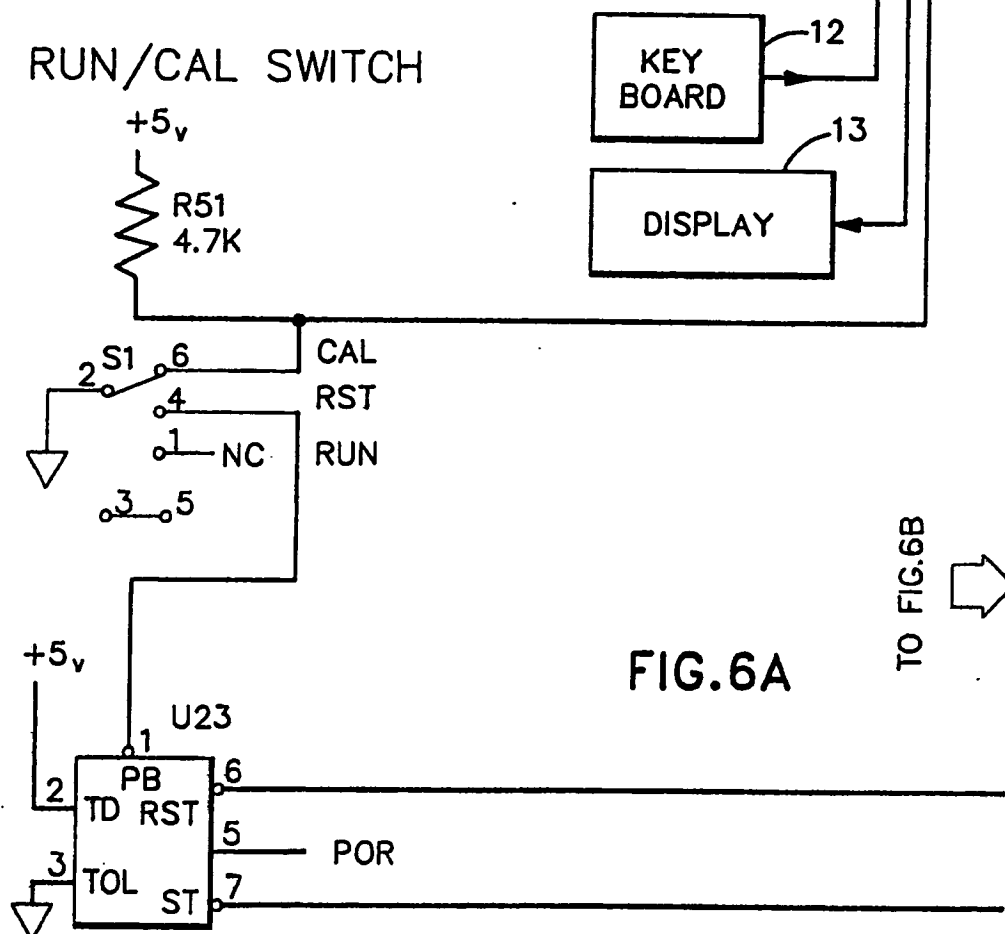 RUN/CAL SWITCH
+5v
R51
4.7K
KEY
BOARD
12
DISPLAY
13
S1
2
6
CAL
4
RST
1
NC
RUN
3
5
TO FIG.6B
FIG.6A
+5v
U23
1
PB
2
TD
RST
6
5
POR
3
TOL
ST
7